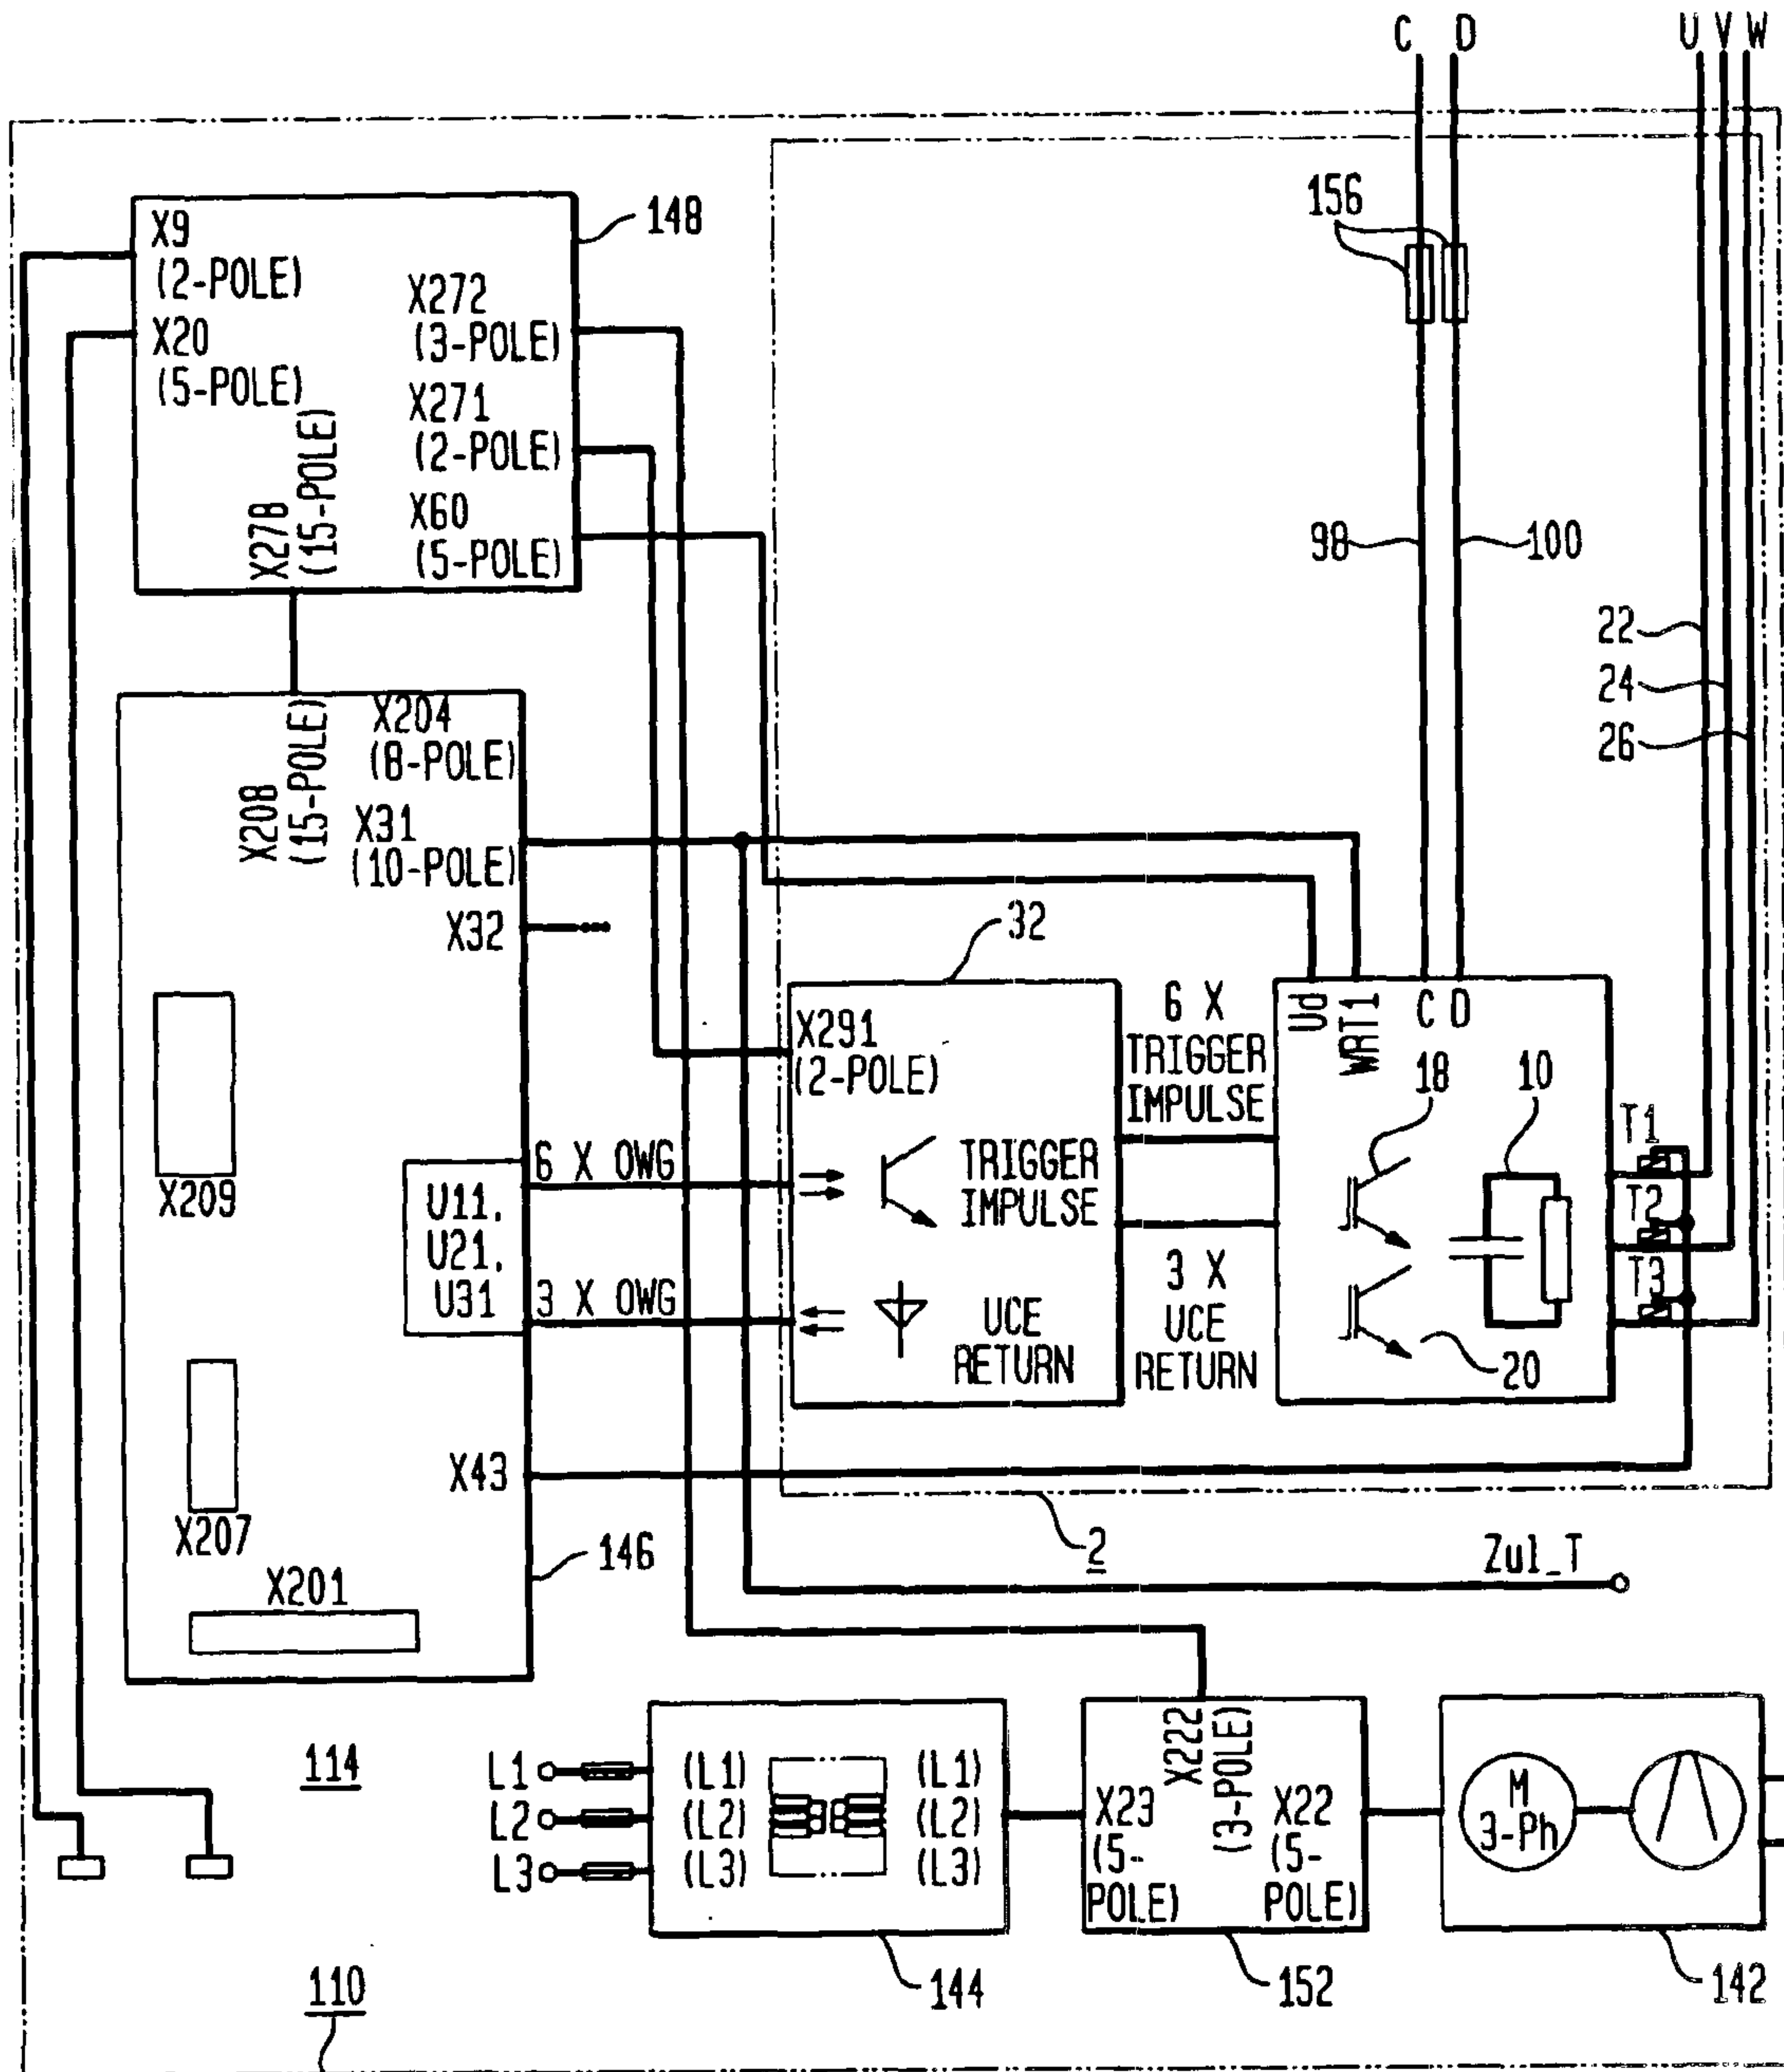 C D U V W
156
148
X9
(2-POLE)
X20
(5-POLE)
X272
(3-POLE)
X271
(2-POLE)
X60
(5-POLE)
X278
(15-POLE)
98
100
22
24
26
X204
(8-POLE)
X208
(15-POLE)
X31
(10-POLE)
X32
32
X291
(2-POLE)
6 X
TRIGGER
IMPULSE
Ud
WRT1
C D
18
10
T1
T2
T3
X209
U11,
U21,
U31
6 X OWG
3 X OWG
TRIGGER
IMPULSE
UCE
RETURN
3 X
UCE
RETURN
20
X43
X207
X201
146
2
Zul_T
114
L1
L2
L3
(L1)
(L2)
(L3)
(L1)
(L2)
(L3)
X222
(3-POLE)
X23
(5-
POLE)
X22
(5-
POLE)
M
3-Ph
144
152
142
110